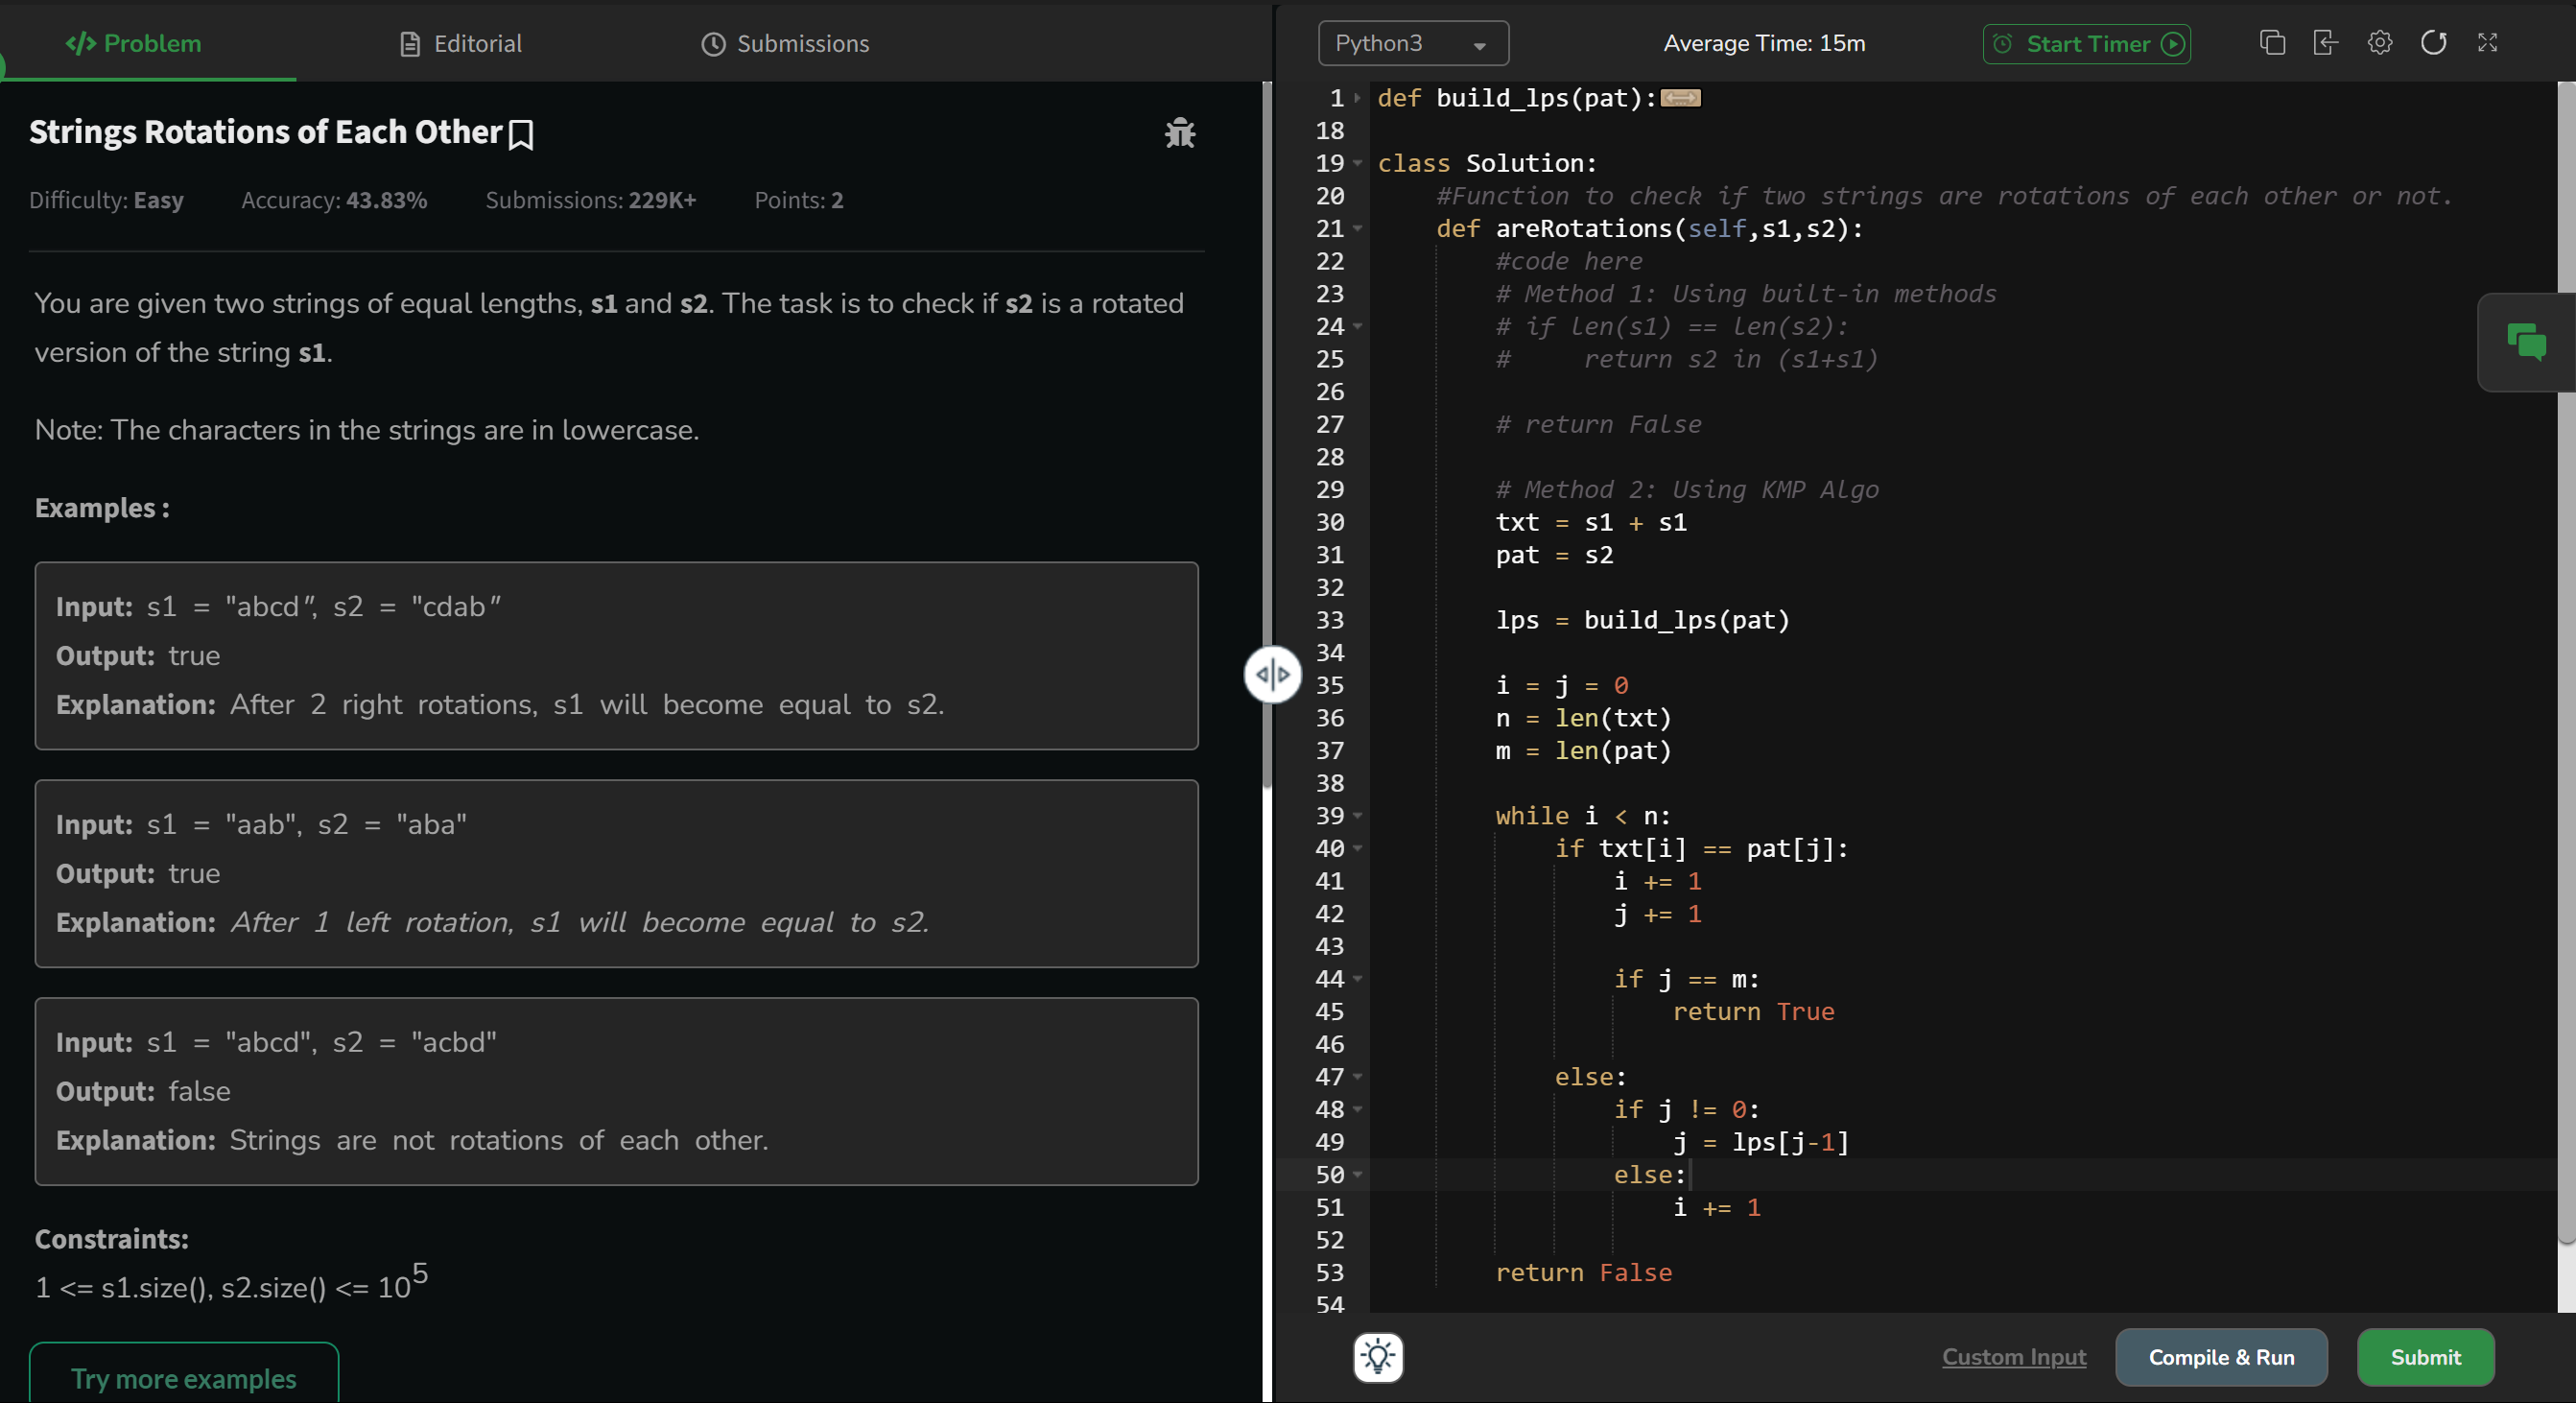 </> Problem
Editorial
Submissions
Strings Rotations of Each Other
Difficulty: Easy Accuracy: 43.83% Submissions: 229K+ Points: 2
You are given two strings of equal lengths, s1 and s2. The task is to check if s2 is a rotated
version of the string s1.
Note: The characters in the strings are in lowercase.
Examples :
Input: s1 = "abcd", s2 = "cdab"
Output: true
Explanation: After 2 right rotations, s1 will become equal to s2.
Input: s1 = "aab", s2 = "aba"
Output: true
Explanation: After 1 left rotation, s1 will become equal to s2.
Input: s1 = "abcd", s2 = "acbd"
Output: false
Explanation: Strings are not rotations of each other.
Constraints:
1 <= s1.size(), s2.size() <= 10^5
Try more examples
Python3
Average Time: 15m
Start Timer
1 def build_lps(pat):
18
19 class Solution:
20 #Function to check if two strings are rotations of each other or not.
21 def areRotations(self,s1,s2):
22 #code here
23 # Method 1: Using built-in methods
24 # if len(s1) == len(s2):
25 #     return s2 in (s1+s1)
26
27 # return False
28
29 # Method 2: Using KMP Algo
30 txt = s1 + s1
31 pat = s2
32
33 lps = build_lps(pat)
34
35 i = j = 0
36 n = len(txt)
37 m = len(pat)
38
39 while i < n:
40 if txt[i] == pat[j]:
41 i += 1
42 j += 1
43
44 if j == m:
45 return True
46
47 else:
48 if j != 0:
49 j = lps[j-1]
50 else:
51 i += 1
52
53 return False
54
Custom Input
Compile & Run
Submit